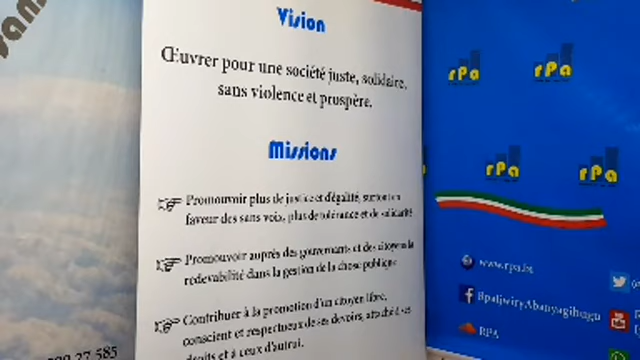 Vision
Œuvrer pour une société juste, solidaire,
sans violence et prospère.
Missions
Promouvoir plus de justice et d'égalité, surtout en
faveur des sans voix, plus de tolérance et de solidarité
Promouvoir auprès des gouvernants et des citoyens la
redevabilité dans la gestion de la chose publique
Contribuer à la promotion d'un citoyen libre,
conscient et respectueux de ses devoirs, attaché à ses
droits et à ceux d'autrui.
27 585
rPa
rPa
rPa
rPa
www.rpa.bi
RpaIjwiryAbanyagihugu
RPA